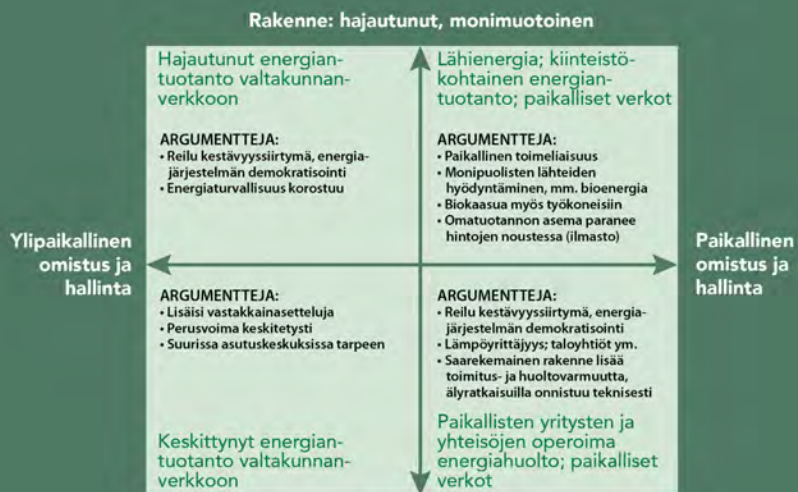 Rakenne: hajautunut, monimuotoinen
Hajautunut energian-
tuotanto valtakunnan-
verkkoon
ARGUMENTTEJA:
• Reilu kestävyyssiirtymä, energia-
järjestelmän demokratisointi
• Energiaturvallisuus korostuu
Lähienergia; kiinteistö-
kohtainen energian-
tuotanto; paikalliset verkot
ARGUMENTTEJA:
• Paikallinen toimeliaisuus
• Monipuolisten lähteiden
hyödyntäminen, mm. bioenergia
• Biokaasua myös työkoneisiin
• Omatuotannon asema paranee
hintojen noustessa (ilmasto)
Ylipaikallinen
omistus ja
hallinta
Paikallinen
omistus ja
hallinta
ARGUMENTTEJA:
• Lisäisi vastakkainasetteluja
• Perusvoima keskitetysti
• Suurissa asutuskeskuksissa tarpeen
Keskittynyt energian-
tuotanto valtakunnan-
verkkoon
ARGUMENTTEJA:
• Reilu kestävyyssiirtymä, energia-
järjestelmän demokratisointi
• Lämpöyrittäjyys; taloyhtiöt ym.
• Saarekemainen rakenne lisää
toimitus- ja huoltovarmuutta,
älyratkaisuilla onnistuu teknisesti
Paikallisten yritysten ja
yhteisöjen operoima
energiahuolto; paikalliset
verkot